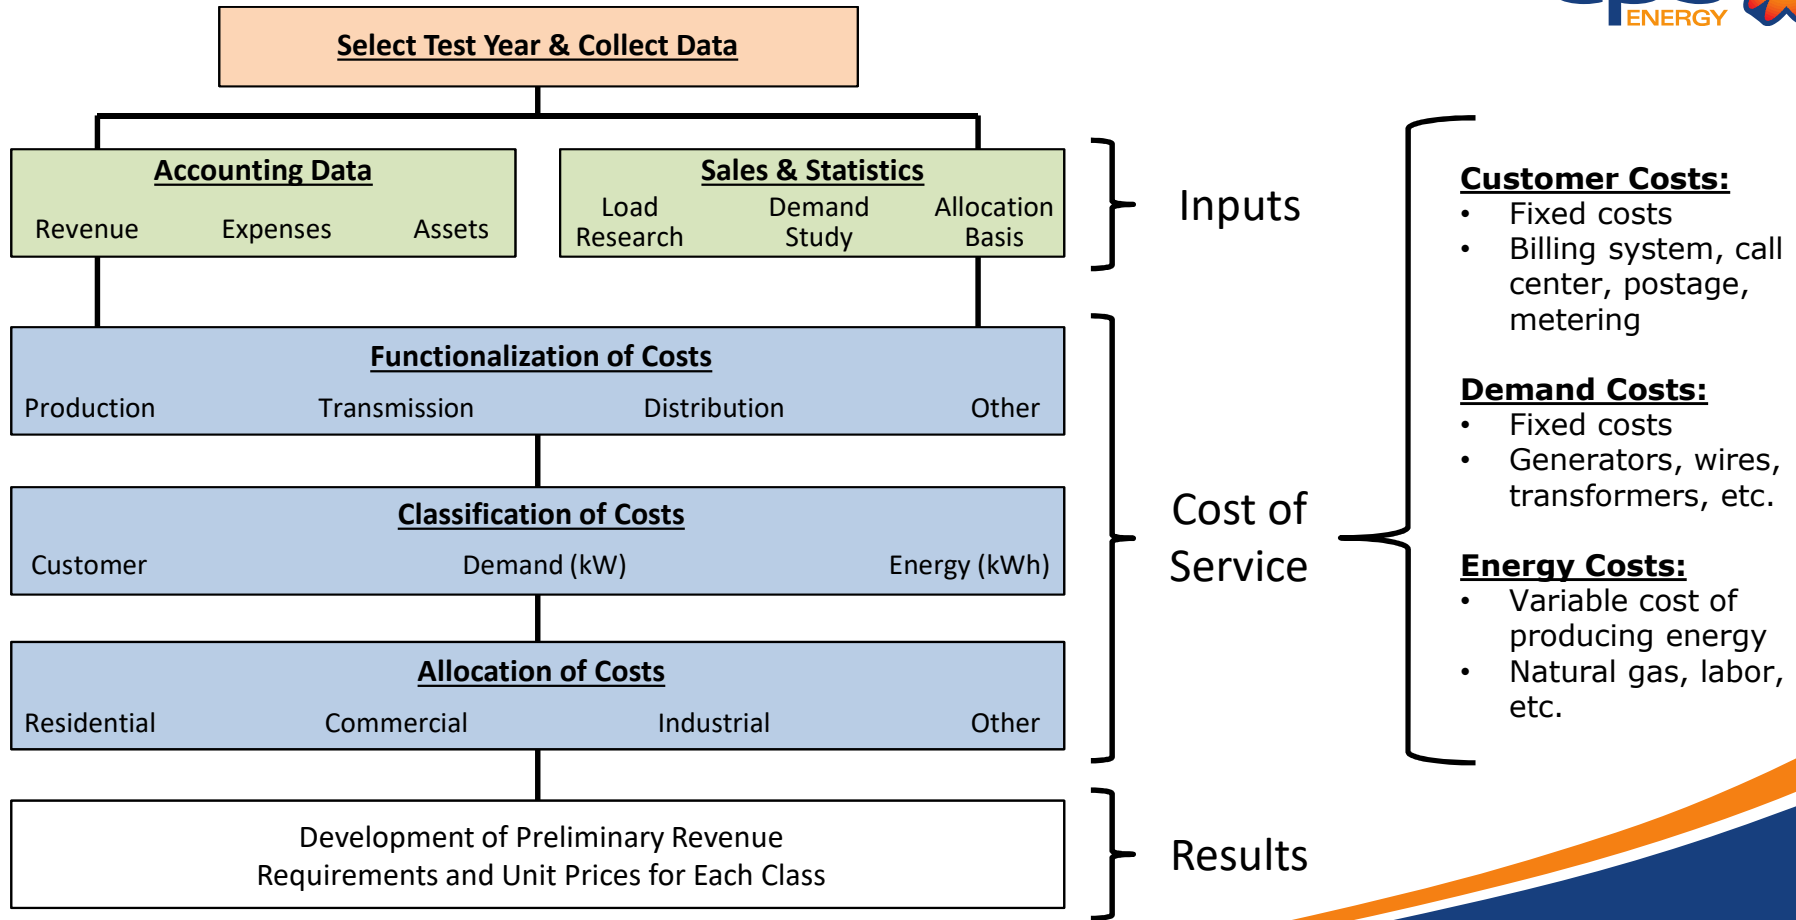 ENERGY
Select Test Year & Collect Data
Accounting Data
Revenue Expenses Assets
Sales & Statistics
Load Demand Allocation
Research Study Basis
Inputs
Functionalization of Costs
Production Transmission Distribution Other
Classification of Costs
Customer Demand (kW) Energy (kWh)
Allocation of Costs
Residential Commercial Industrial Other
Cost of
Service
Development of Preliminary Revenue
Requirements and Unit Prices for Each Class
Results
Customer Costs:
• Fixed costs
• Billing system, call
center, postage,
metering
Demand Costs:
• Fixed costs
• Generators, wires,
transformers, etc.
Energy Costs:
• Variable cost of
producing energy
• Natural gas, labor,
etc.